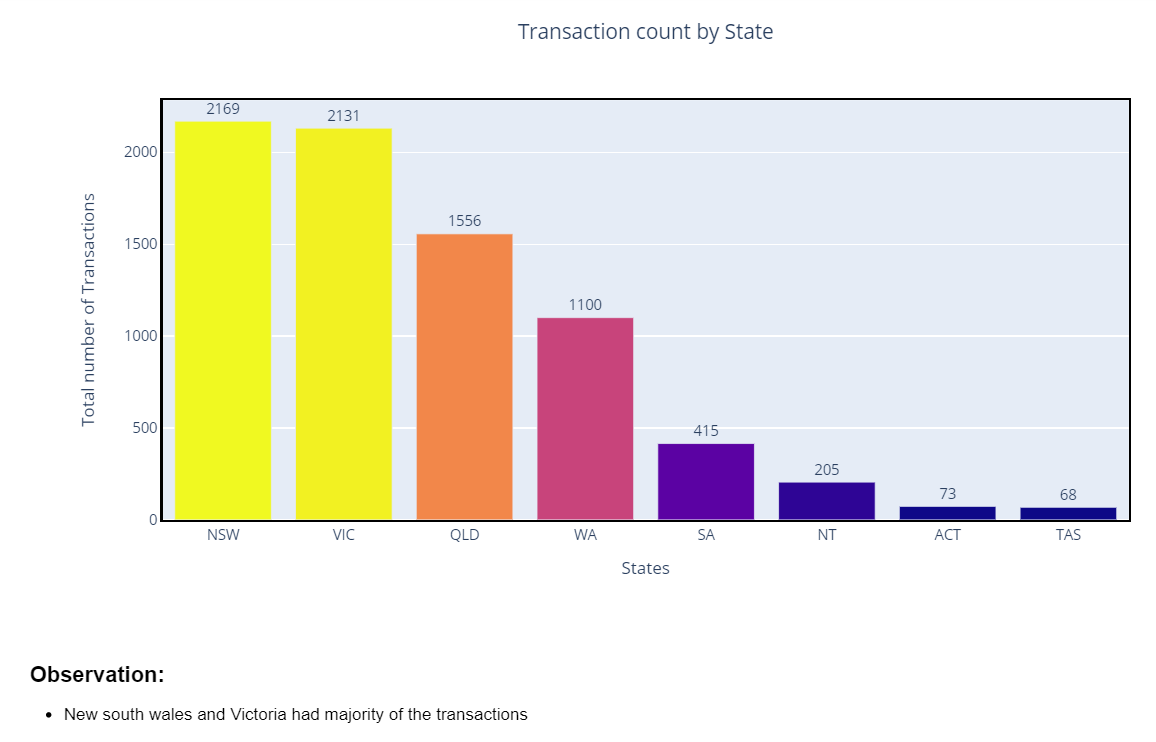 Transaction count by State
2169
2131
2000
1556
1500
1100
1000
500
415
205
73
68
0
Total number of Transactions
NSW VIC QLD WA SA NT ACT TAS
States
Observation:
• New south wales and Victoria had majority of the transactions